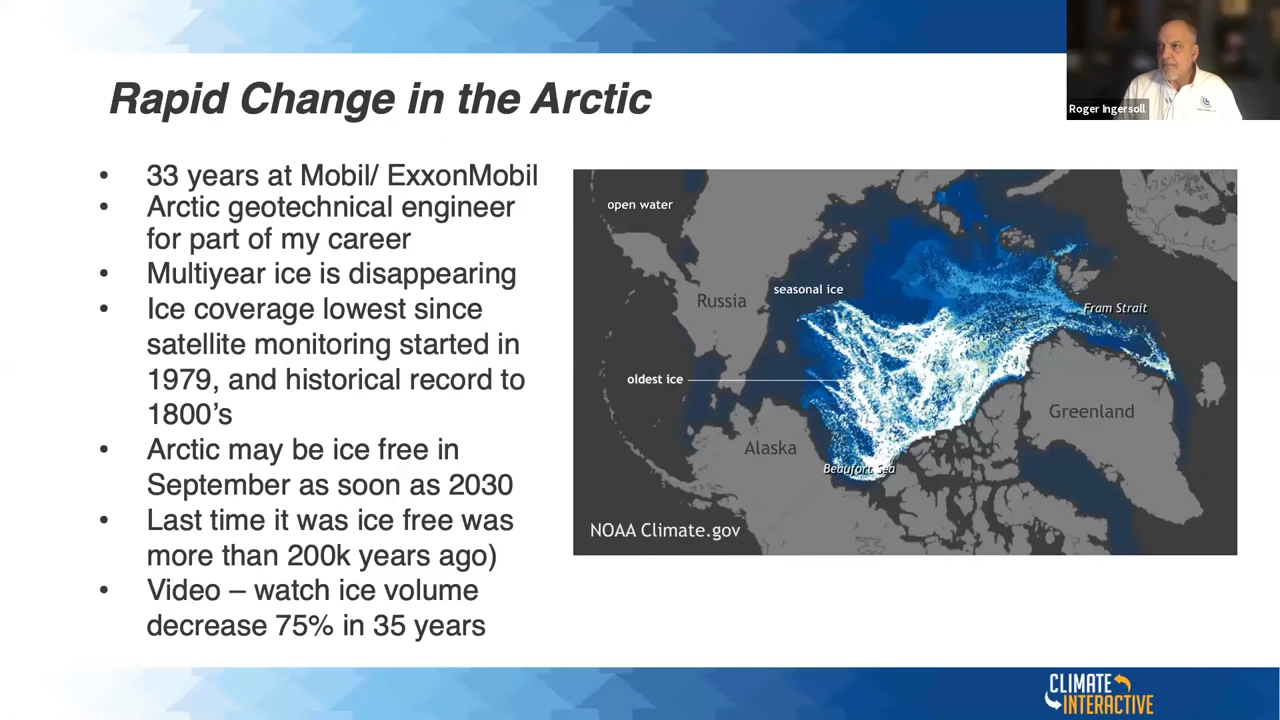 Rapid Change in the Arctic
Roger Ingersoll
• 33 years at Mobil/ ExxonMobil
• Arctic geotechnical engineer
for part of my career
• Multiyear ice is disappearing
• Ice coverage lowest since
satellite monitoring started in
1979, and historical record to
1800’s
• Arctic may be ice free in
September as soon as 2030
• Last time it was ice free was
more than 200k years ago)
• Video – watch ice volume
decrease 75% in 35 years
open water
Russia
seasonal ice
Fram Strait
oldest ice
Greenland
Alaska
Beaufort Sea
NOAA Climate.gov
CLIMATE
INTERACTIVE